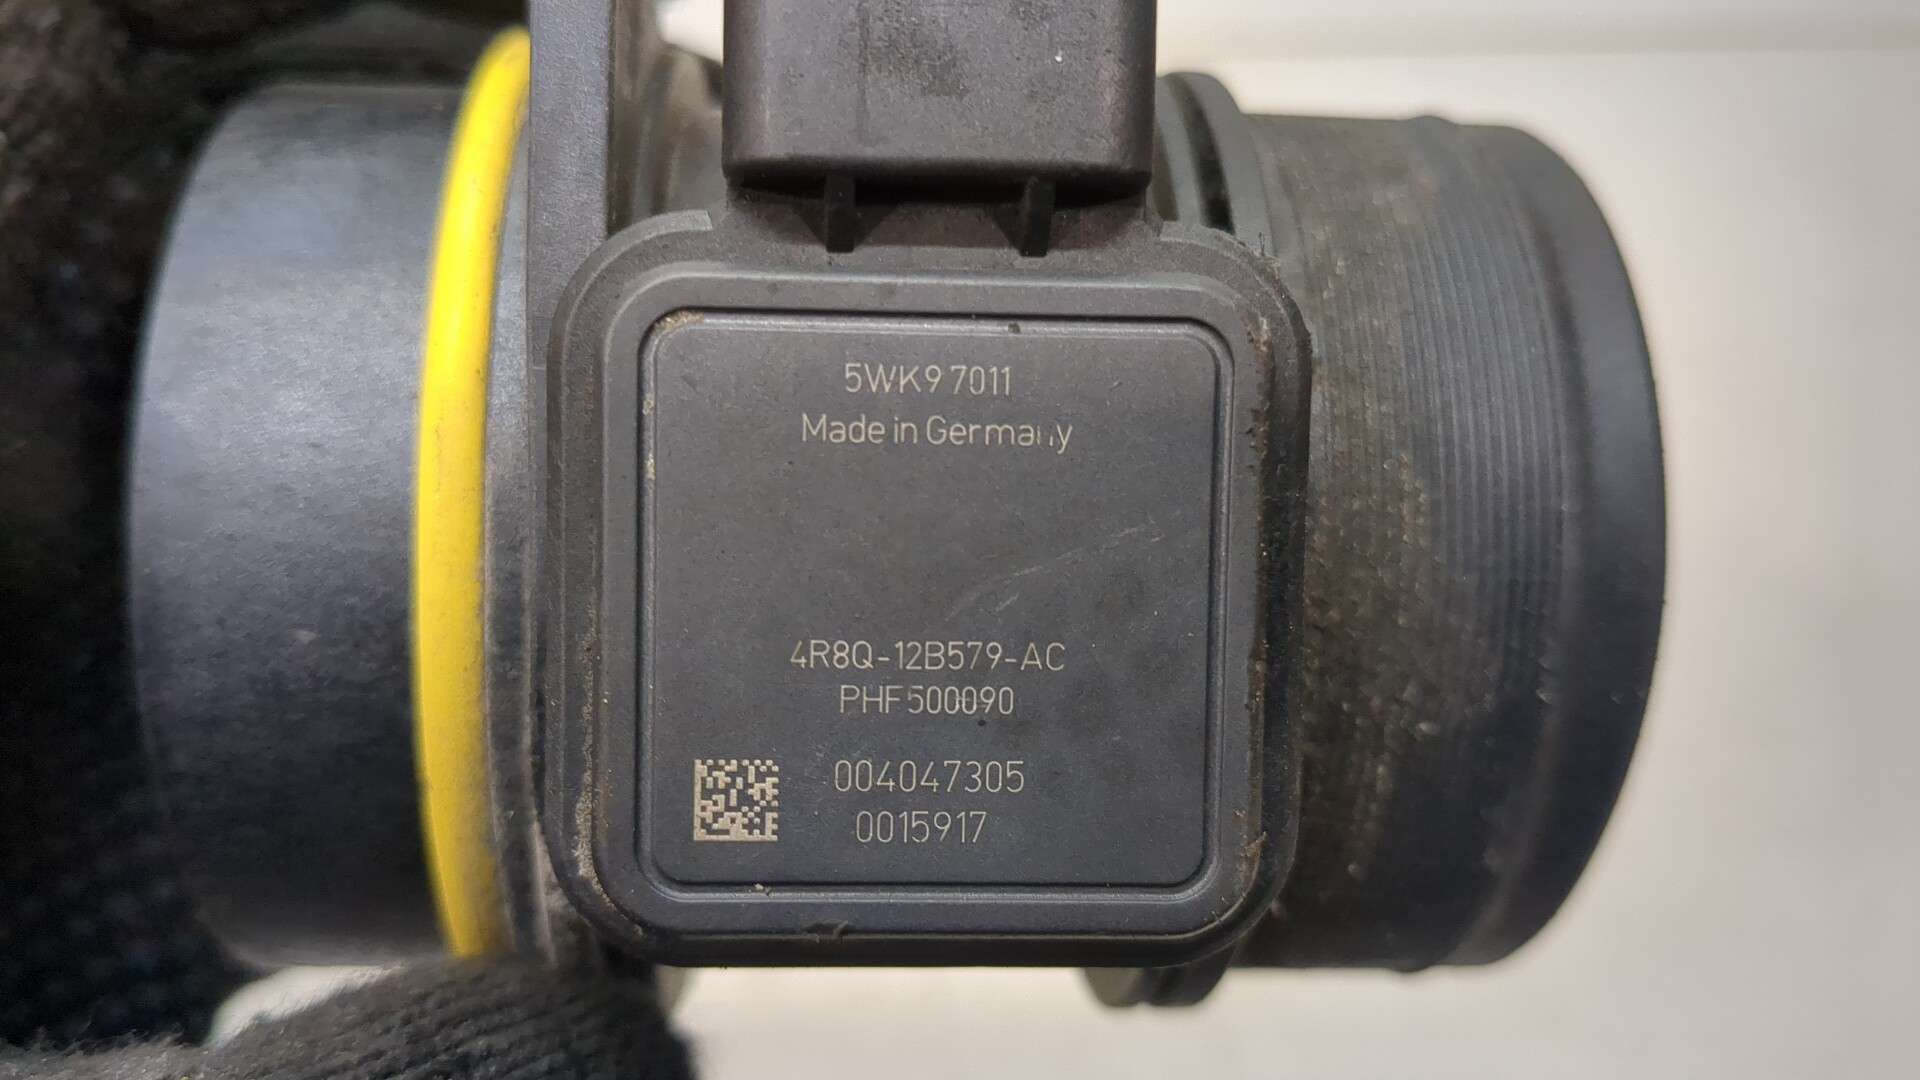 5WK9 7011
Made in Germany
4R8Q-12B579-AC
PHF500090
004047305
0015917